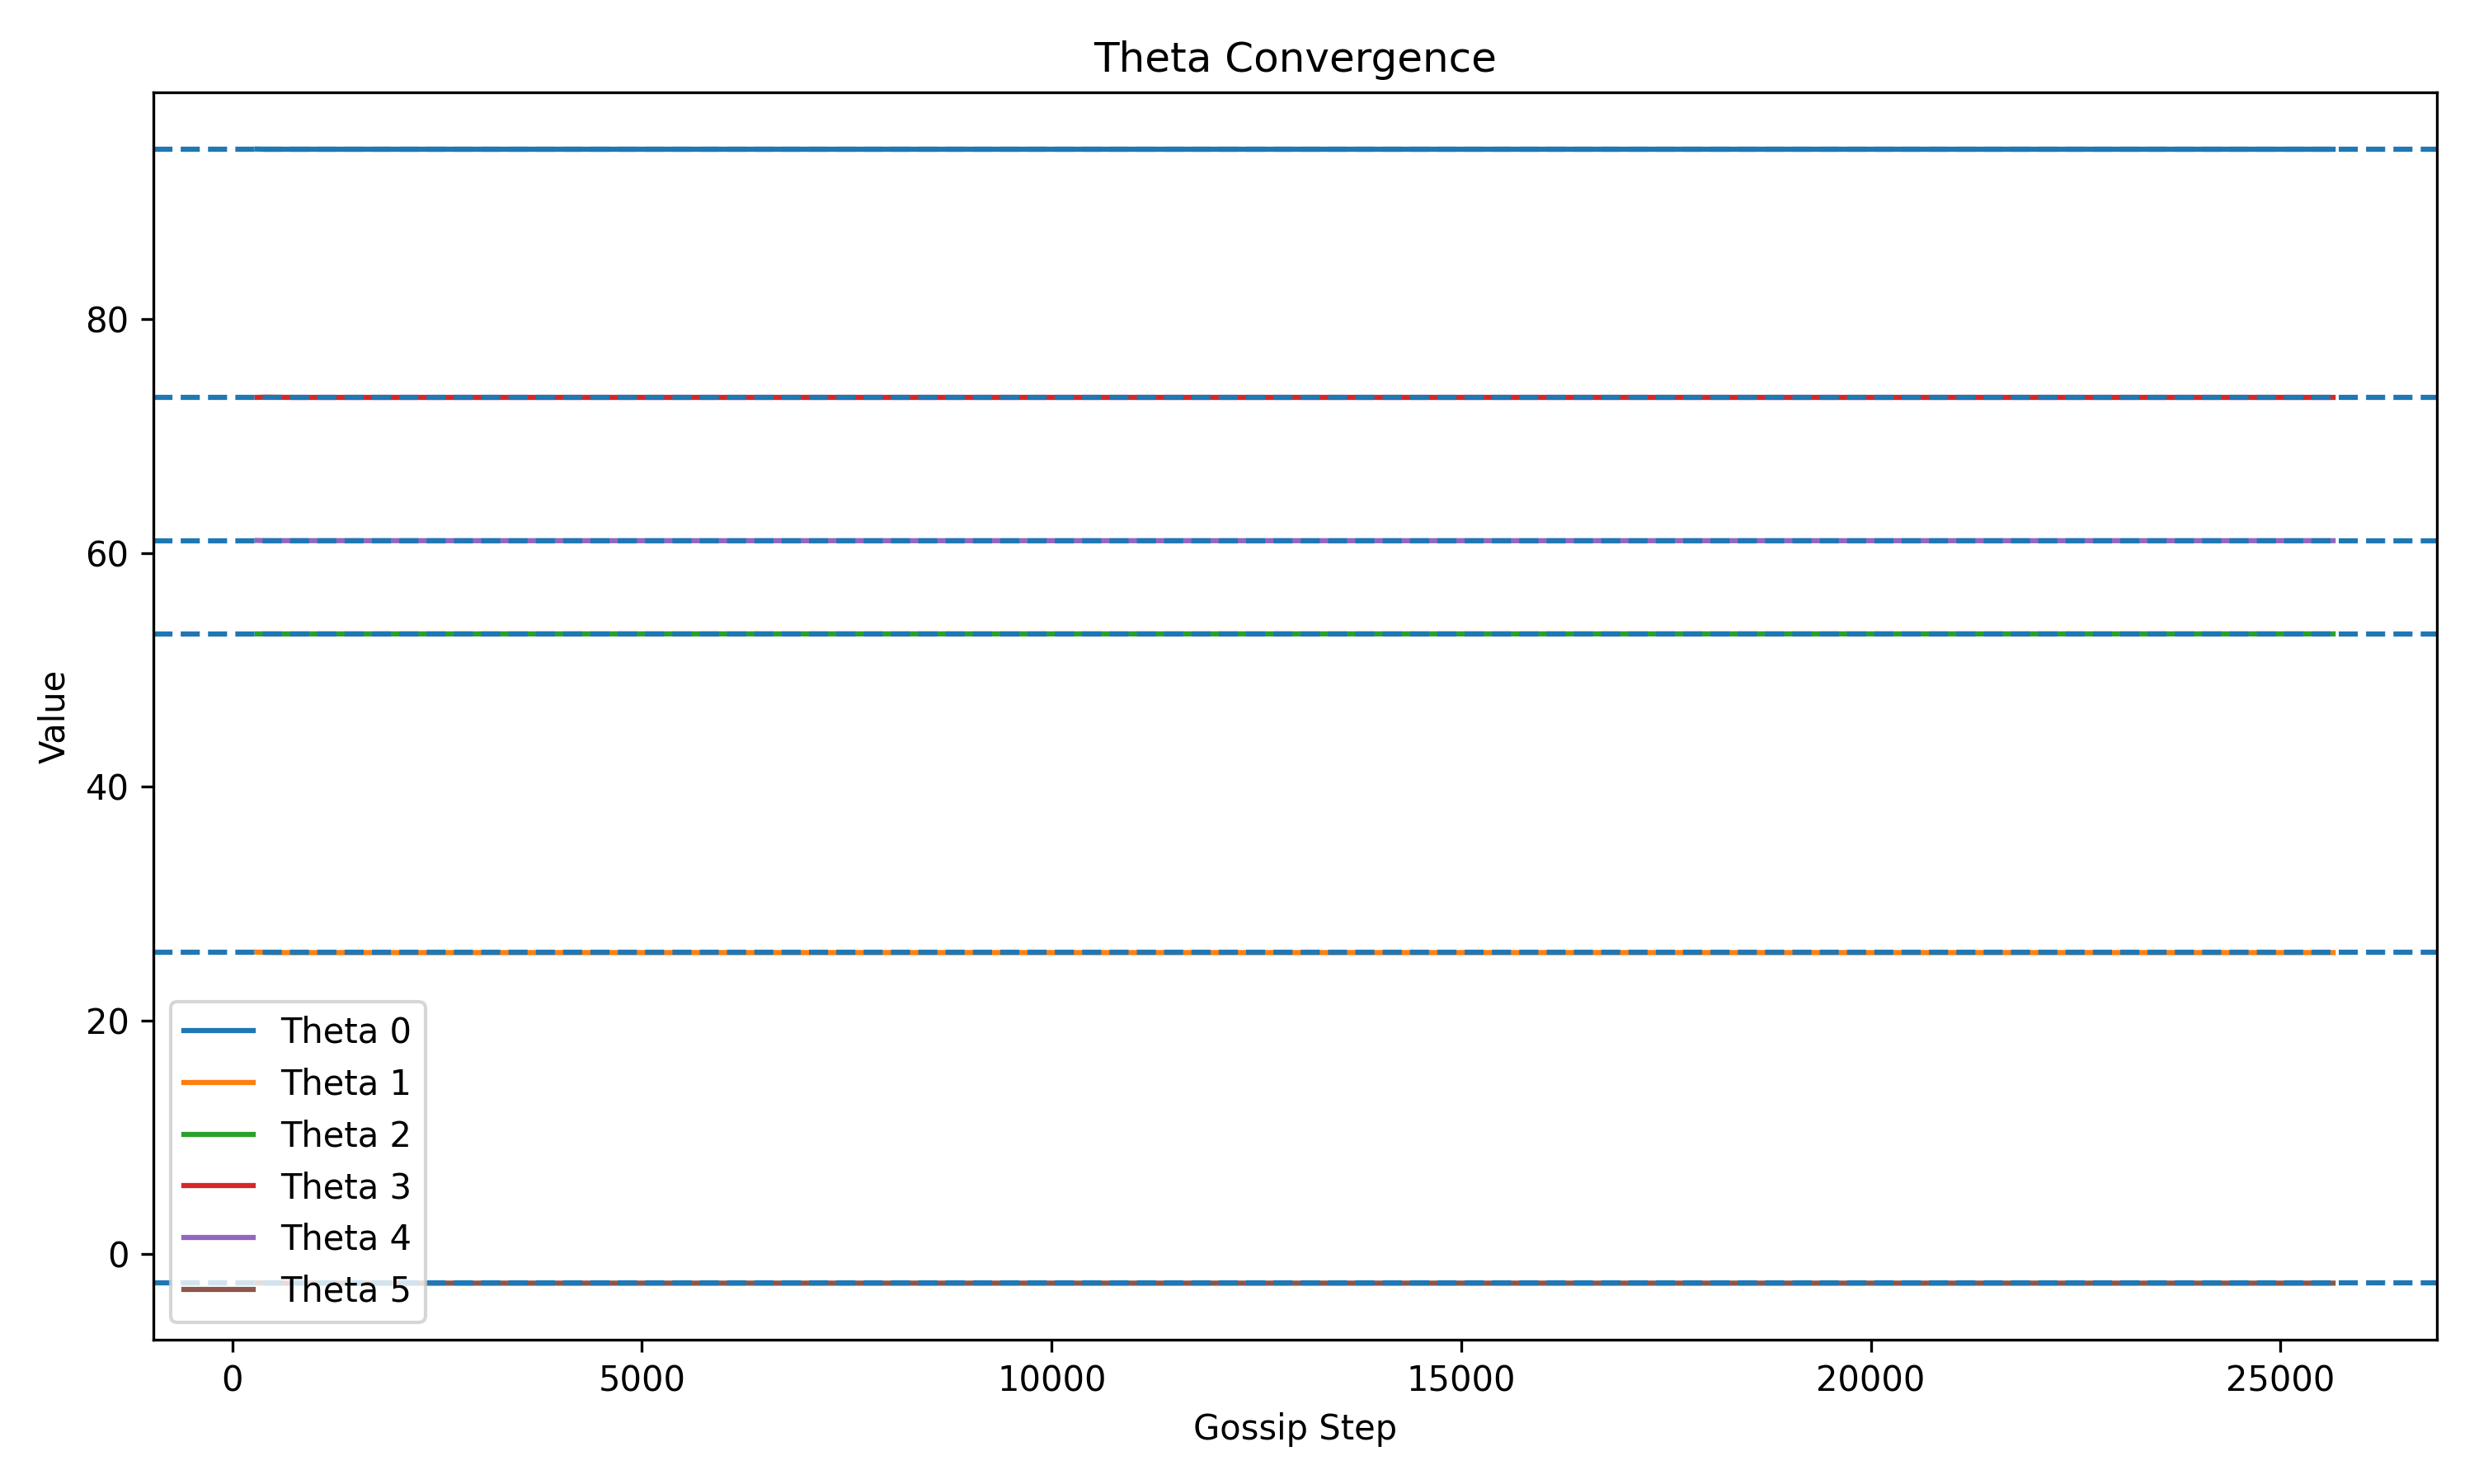 Theta Convergence
Value
80
60
40
20
0
Theta 0
Theta 1
Theta 2
Theta 3
Theta 4
Theta 5
0 5000 10000 15000 20000 25000
Gossip Step